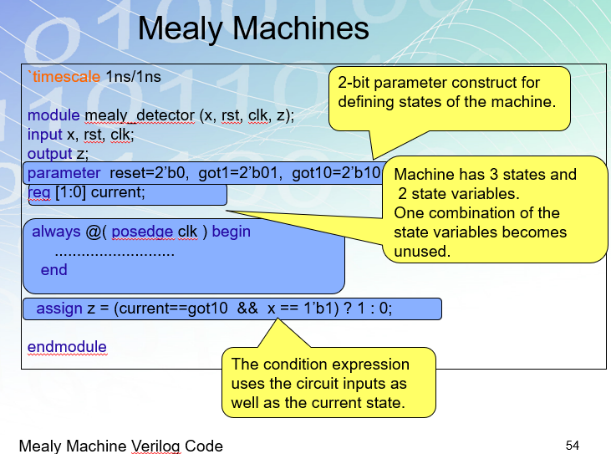 Mealy Machines
`timescale 1ns/1ns
2-bit parameter construct for
defining states of the machine.
module mealy_detector (x, rst, clk, z);
input x, rst, clk;
output z;
parameter reset=2'b0, got1=2'b01, got10=2'b10
reg [1:0] current;
Machine has 3 states and
2 state variables.
One combination of the
state variables becomes
unused.
always @( posedge clk ) begin
...........................
end
assign z = (current==got10 && x == 1'b1) ? 1 : 0;
endmodule
The condition expression
uses the circuit inputs as
well as the current state.
Mealy Machine Verilog Code
54